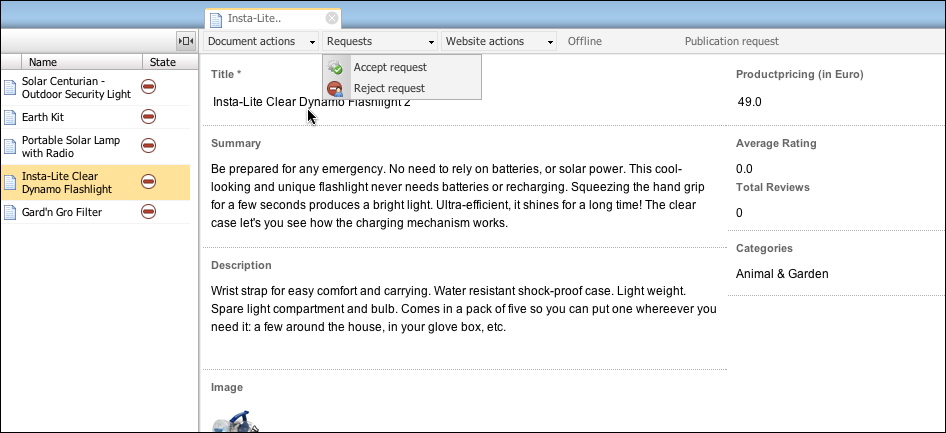 Insta-Lite..
Document actions
Requests
Website actions
Offline
Publication request
Accept request
Reject request
Name
State
Solar Centurian -
Outdoor Security Light
Earth Kit
Portable Solar Lamp
with Radio
Insta-Lite Clear
Dynamo Flashlight
Gard'n Gro Filter
Title *
Insta-Lite Clear Dynamo Flashlight 2
Summary
Be prepared for any emergency. No need to rely on batteries, or solar power. This cool-
looking and unique flashlight never needs batteries or recharging. Squeezing the hand grip
for a few seconds produces a bright light. Ultra-efficient, it shines for a long time! The clear
case let's you see how the charging mechanism works.
Description
Wrist strap for easy comfort and carrying. Water resistant shock-proof case. Light weight.
Spare light compartment and bulb. Comes in a pack of five so you can put one whereever you
need it: a few around the house, in your glove box, etc.
Image
Productpricing (in Euro)
49.0
Average Rating
0.0
Total Reviews
0
Categories
Animal & Garden